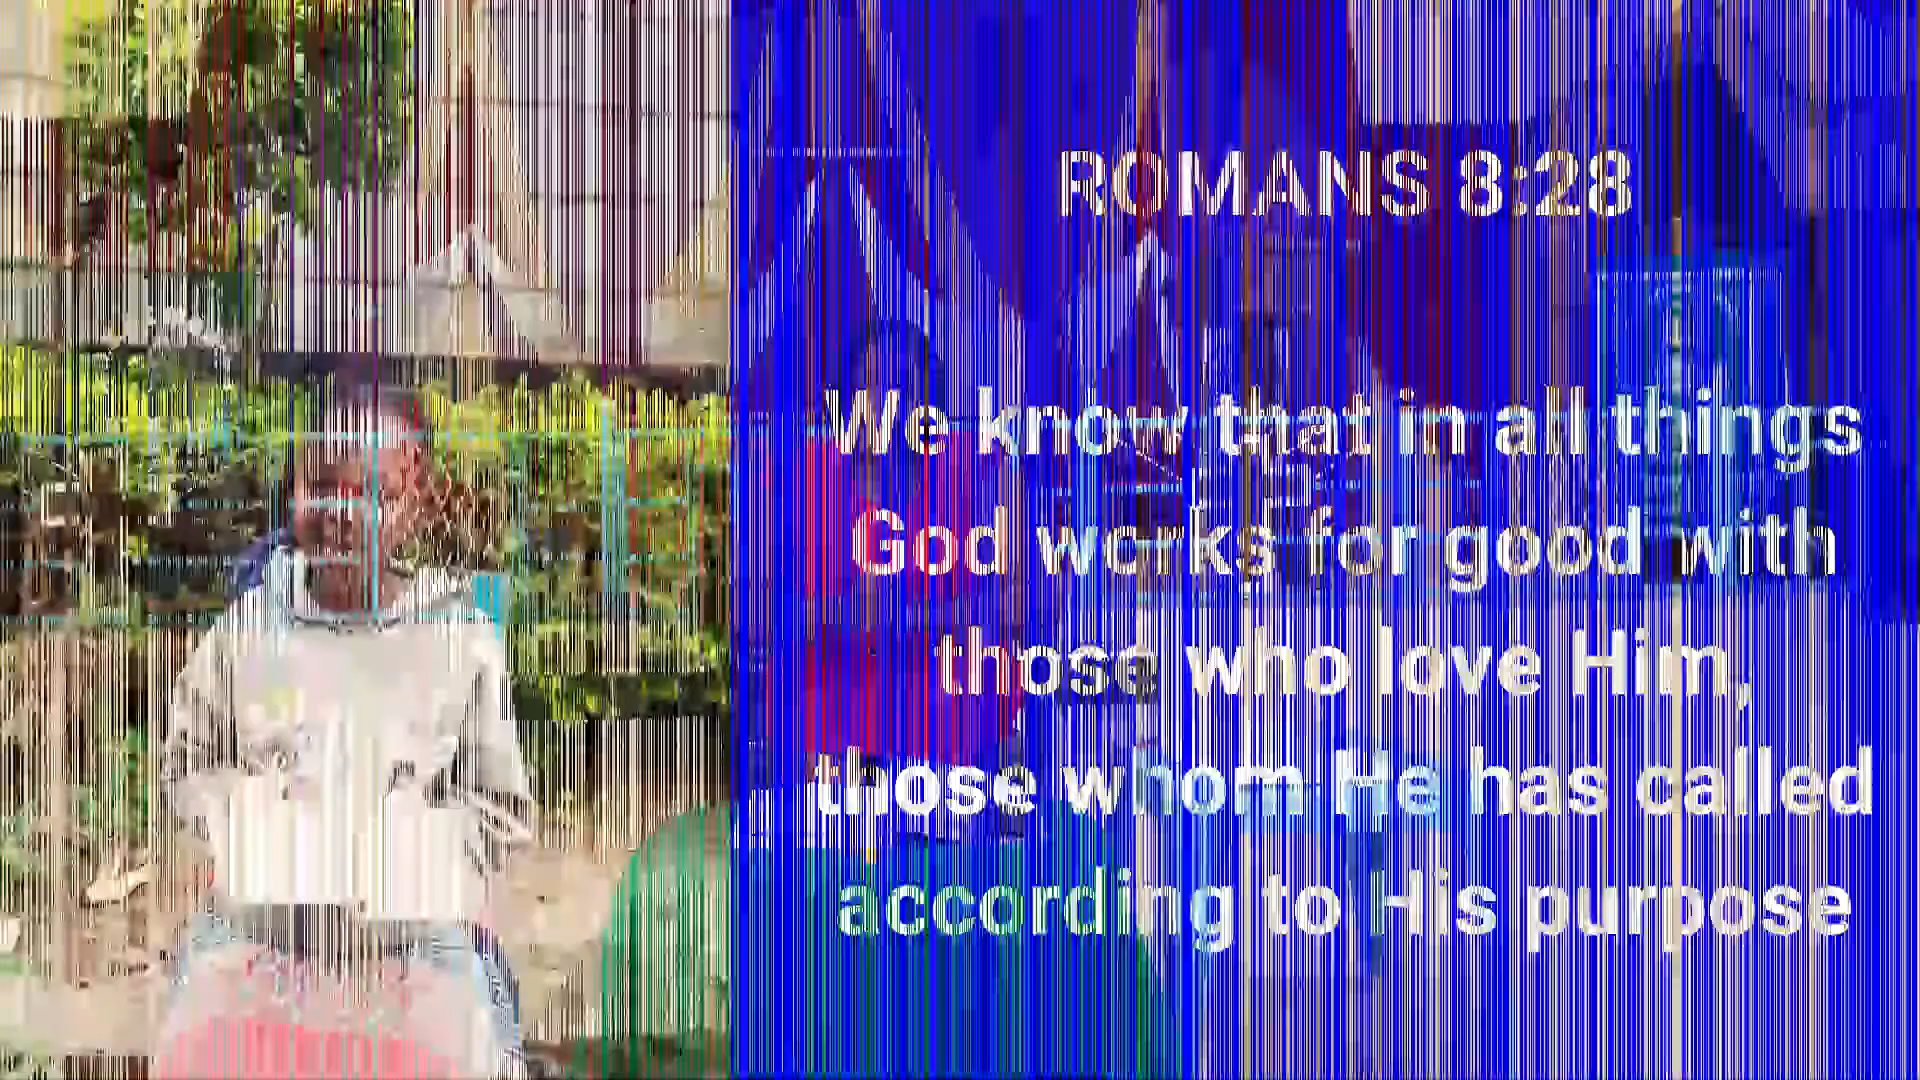 ROMANS 8:28
We know that in all things
God works for good with
those who love Him,
those whom He has called
according to His purpose